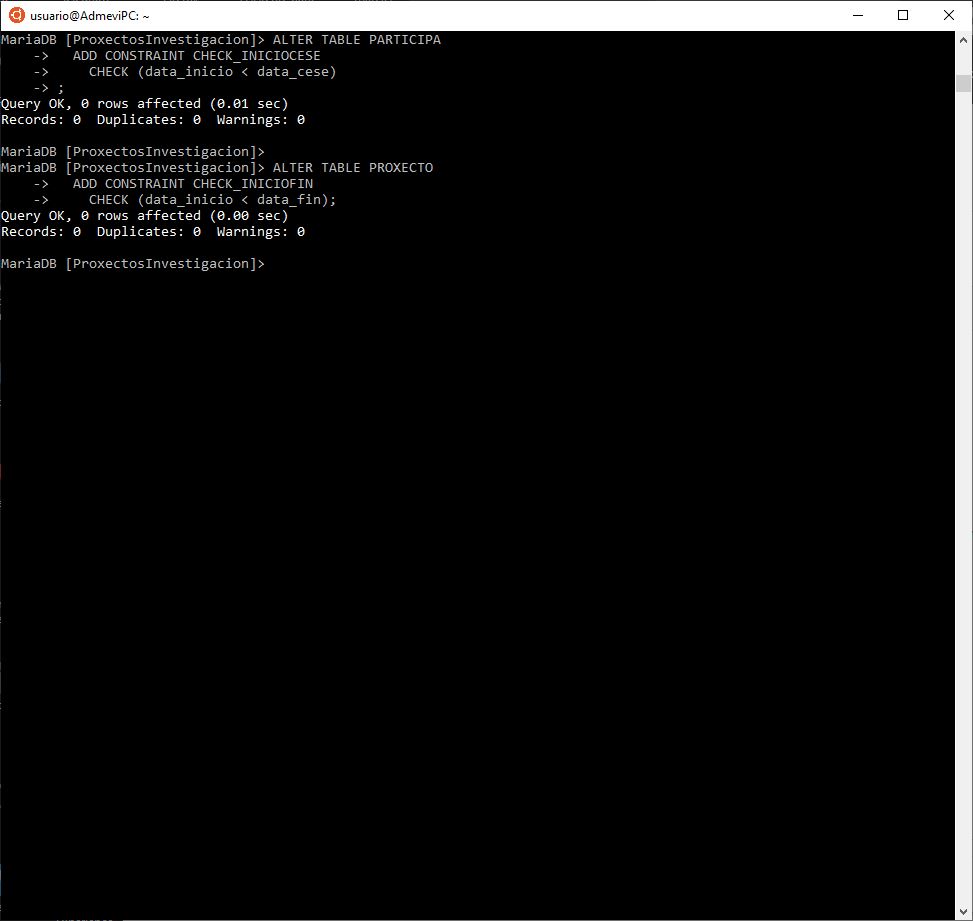 usuario@AdmeviPC: ~
MariaDB [ProxectosInvestigacion]> ALTER TABLE PARTICIPA
    ->   ADD CONSTRAINT CHECK_INICIOCESE
    ->     CHECK (data_inicio < data_cese)
    -> ;
Query OK, 0 rows affected (0.01 sec)
Records: 0  Duplicates: 0  Warnings: 0
MariaDB [ProxectosInvestigacion]>
MariaDB [ProxectosInvestigacion]> ALTER TABLE PROXECTO
    ->   ADD CONSTRAINT CHECK_INICIOFIN
    ->     CHECK (data_inicio < data_fin);
Query OK, 0 rows affected (0.00 sec)
Records: 0  Duplicates: 0  Warnings: 0
MariaDB [ProxectosInvestigacion]>